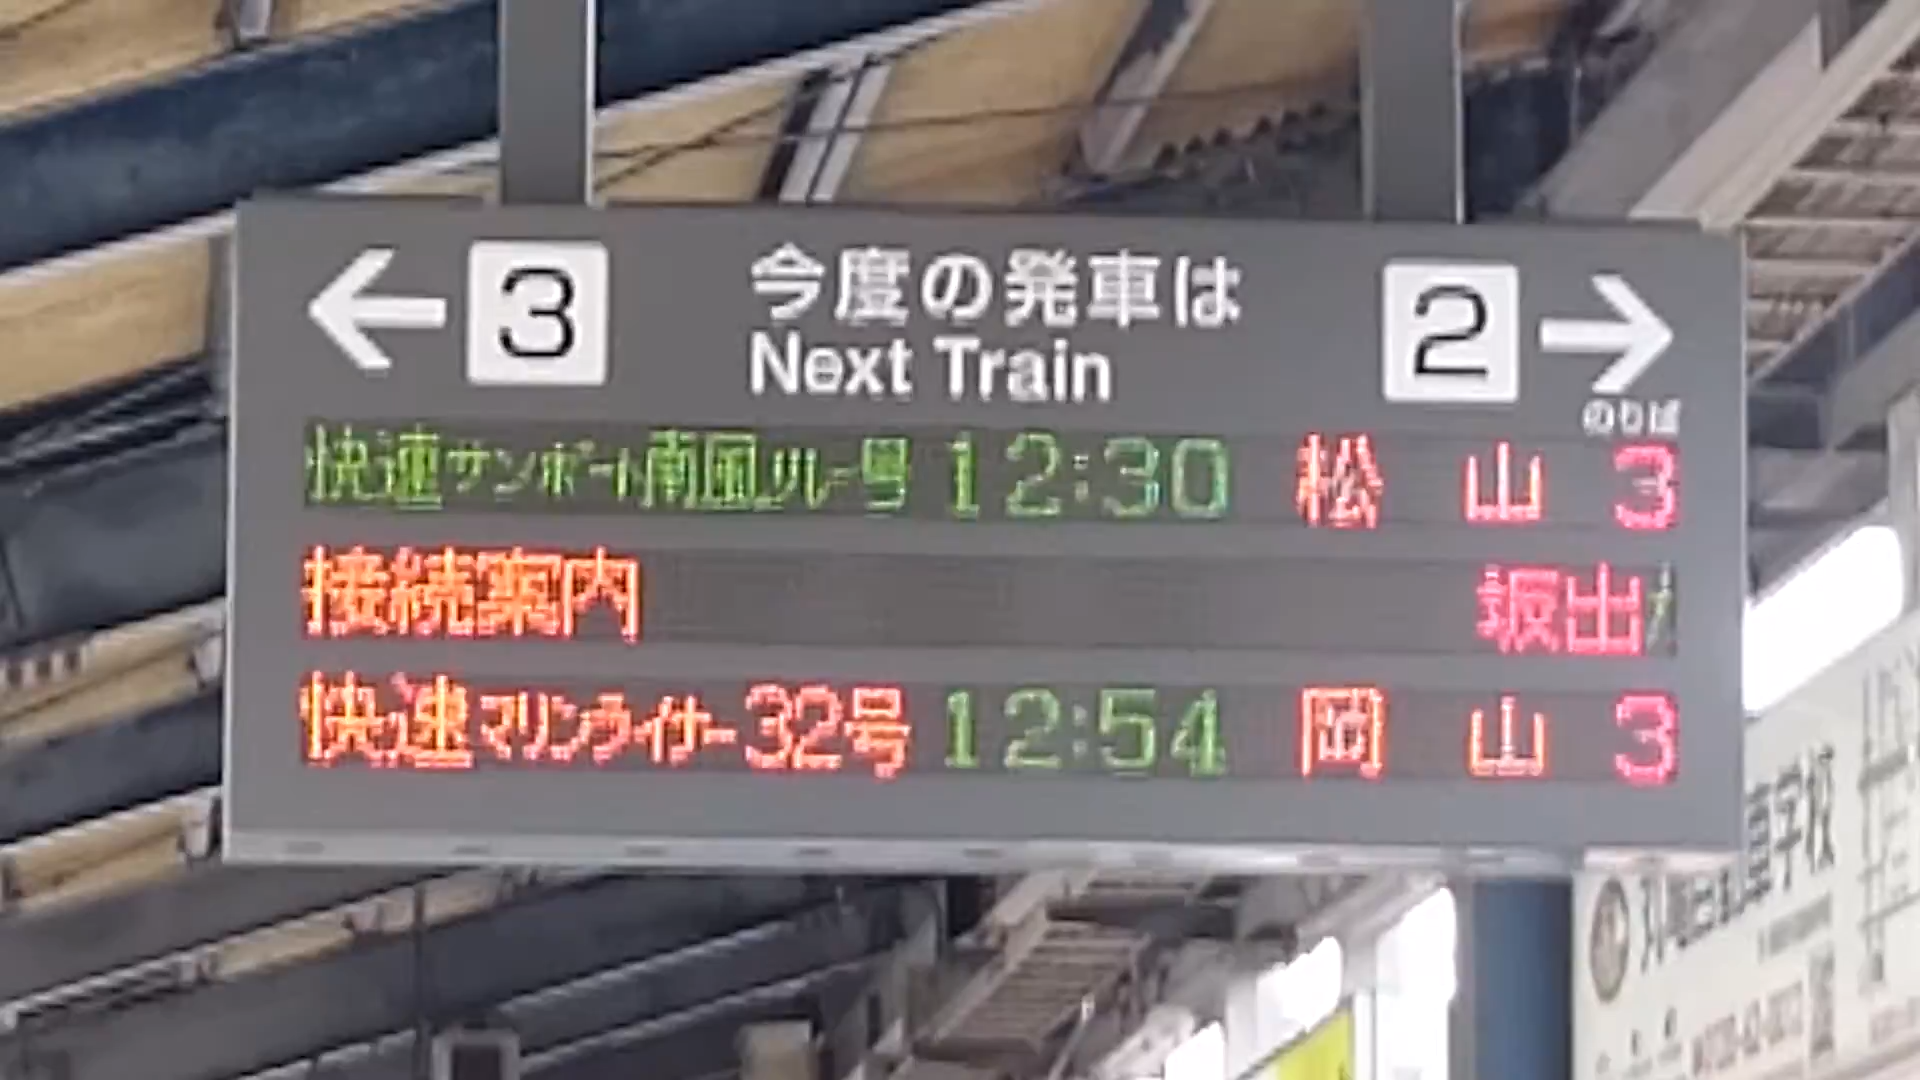 ← 3 今度の発車は 2 →
Next Train
のりば
快速サンポート南風リレー号 12:30 松山 3
接続案内 坂出
快速マリンライナー32号 12:54 岡山 3